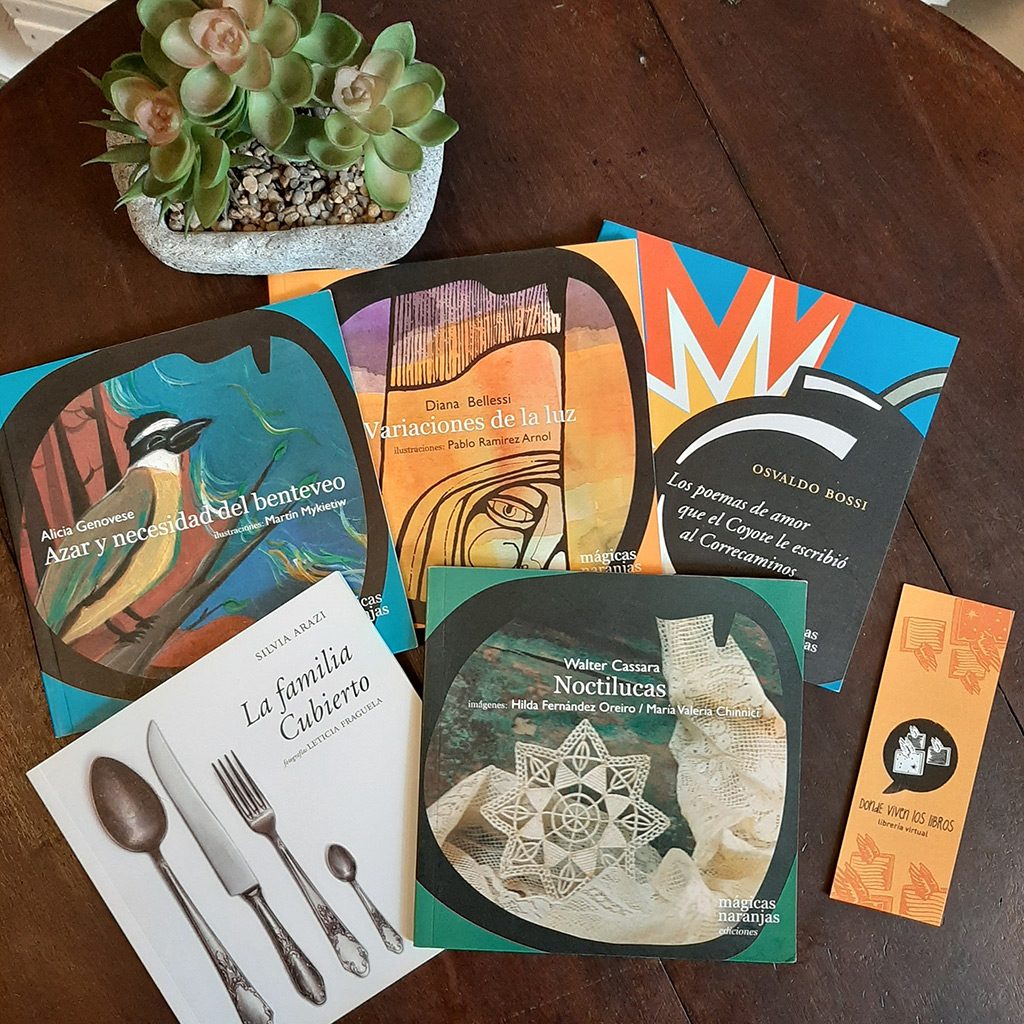 Diana Bellessi
Variaciones de la luz
ilustraciones: Pablo Ramirez Arnol
mágicas
naranjas
OSVALDO BOSSI
Los poemas de amor
que el Coyote le escribió
al Correcaminos
Alicia Genovese
Azar y necesidad del benteveo
ilustraciones: Martín Mykietiw
SILVIA ARAZI
La familia
Cubierto
fotografías LETICIA FRAGUELA
Walter Cassara
Noctilucas
imágenes: Hilda Fernández Oreiro / María Valeria Chinnici
mágicas
naranjas
ediciones
DONDE VIVEN LOS LIBROS
librería virtual